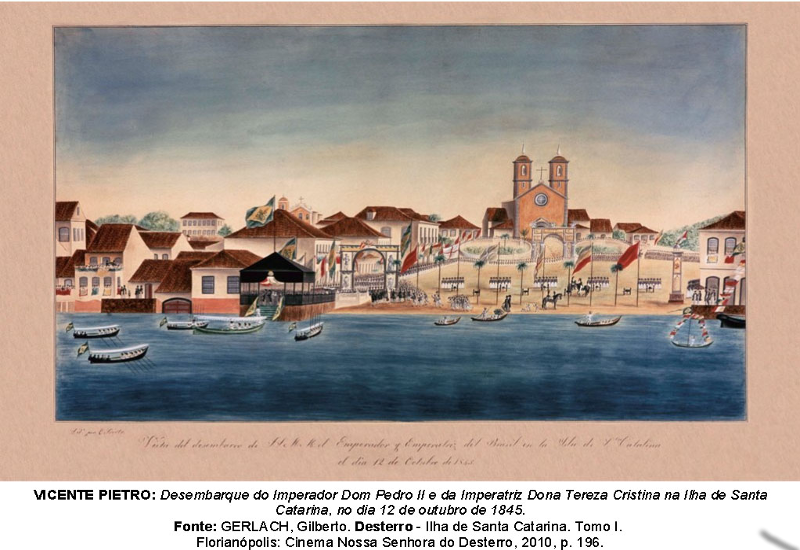 Vista del desembarco de S.S. M. M. el Emperador y Emperatriz, del Brasil en la Isla de S. Catalina
el dia 12 de Octubre de 1845
VICENTE PIETRO: Desembarque do Imperador Dom Pedro II e da Imperatriz Dona Tereza Cristina na Ilha de Santa
Catarina, no dia 12 de outubro de 1845.
Fonte: GERLACH, Gilberto. Desterro - Ilha de Santa Catarina. Tomo I.
Florianópolis: Cinema Nossa Senhora do Desterro, 2010, p. 196.